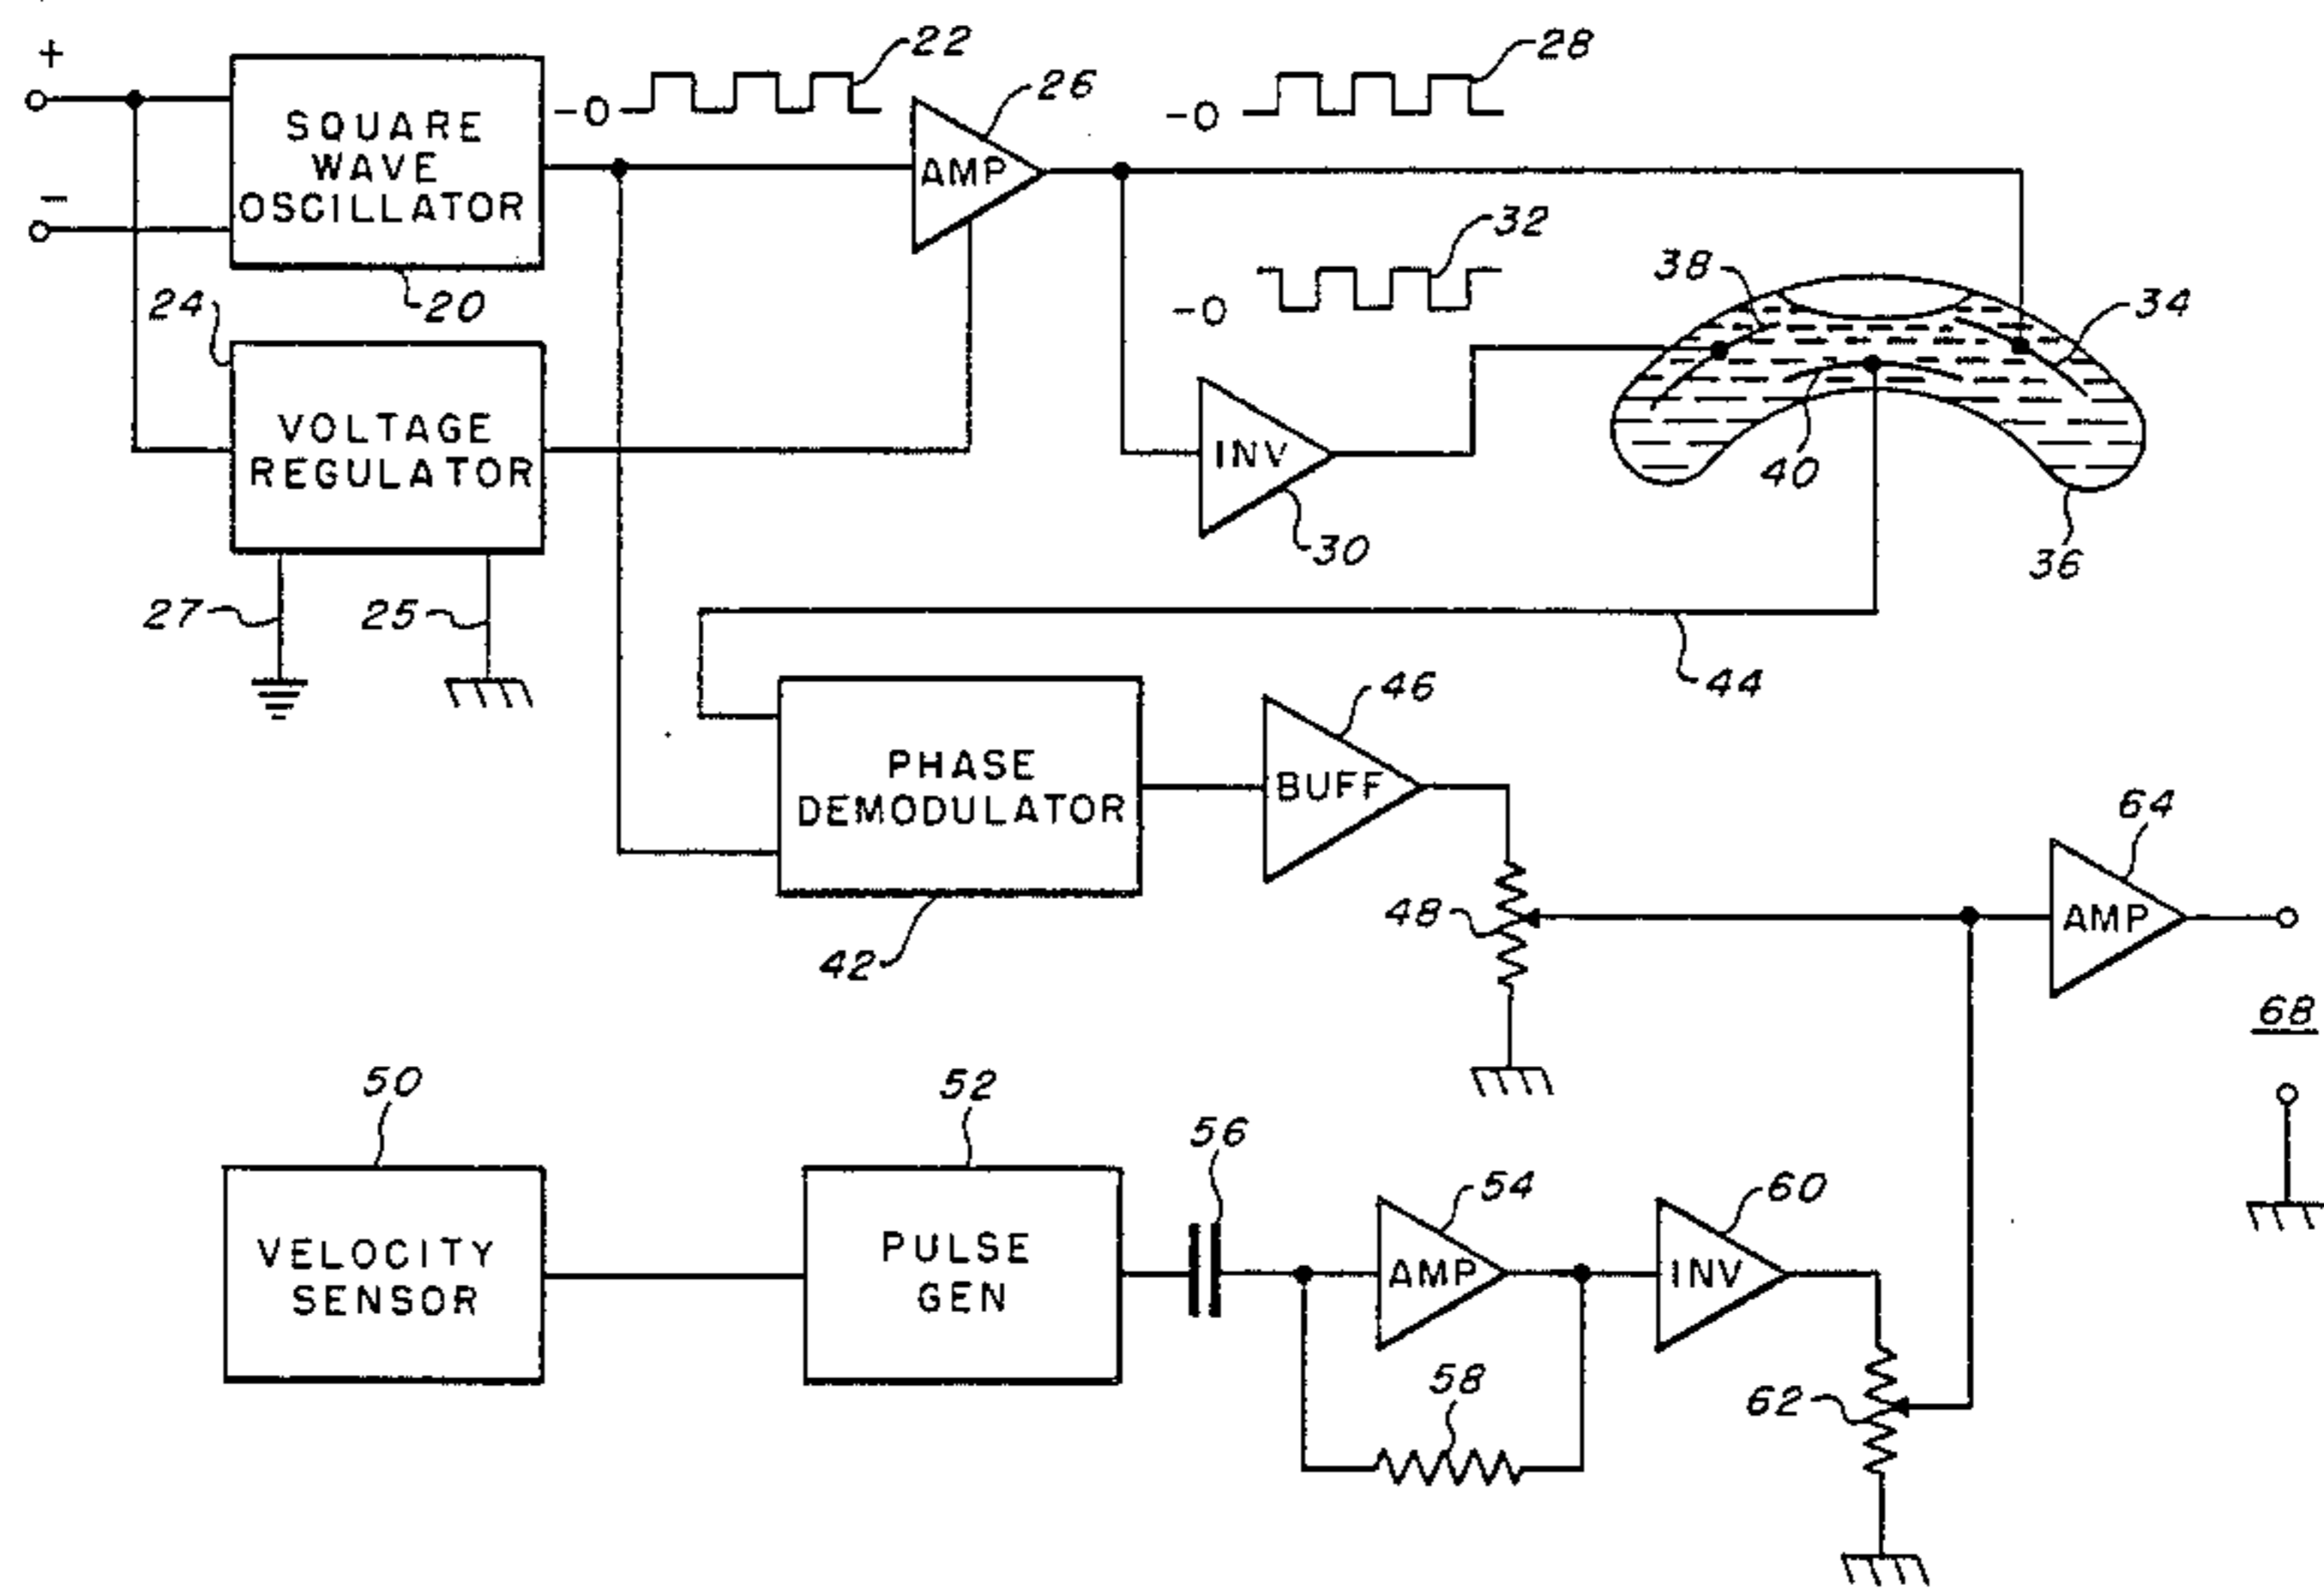 +
-
SQUARE
WAVE
OSCILLATOR
20
-0
22
26
AMP
-0
28
-0
32
24
VOLTAGE
REGULATOR
27
25
INV
30
38
34
40
36
44
PHASE
DEMODULATOR
42
46
BUFF
48
64
AMP
68
50
VELOCITY
SENSOR
52
PULSE
GEN
56
54
AMP
58
60
INV
62